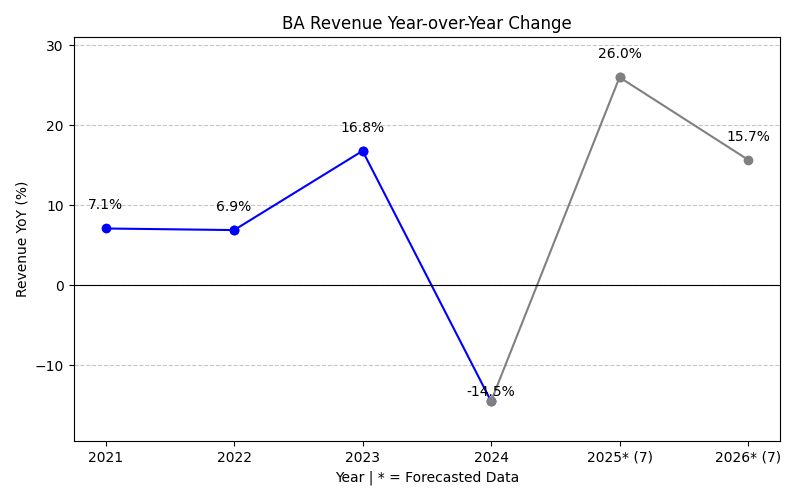 BA Revenue Year-over-Year Change
30
26.0%
20
16.8%
15.7%
10
7.1%
6.9%
0
−10
-14.5%
Revenue YoY (%)
2021 2022 2023 2024 2025* (7) 2026* (7)
Year | * = Forecasted Data